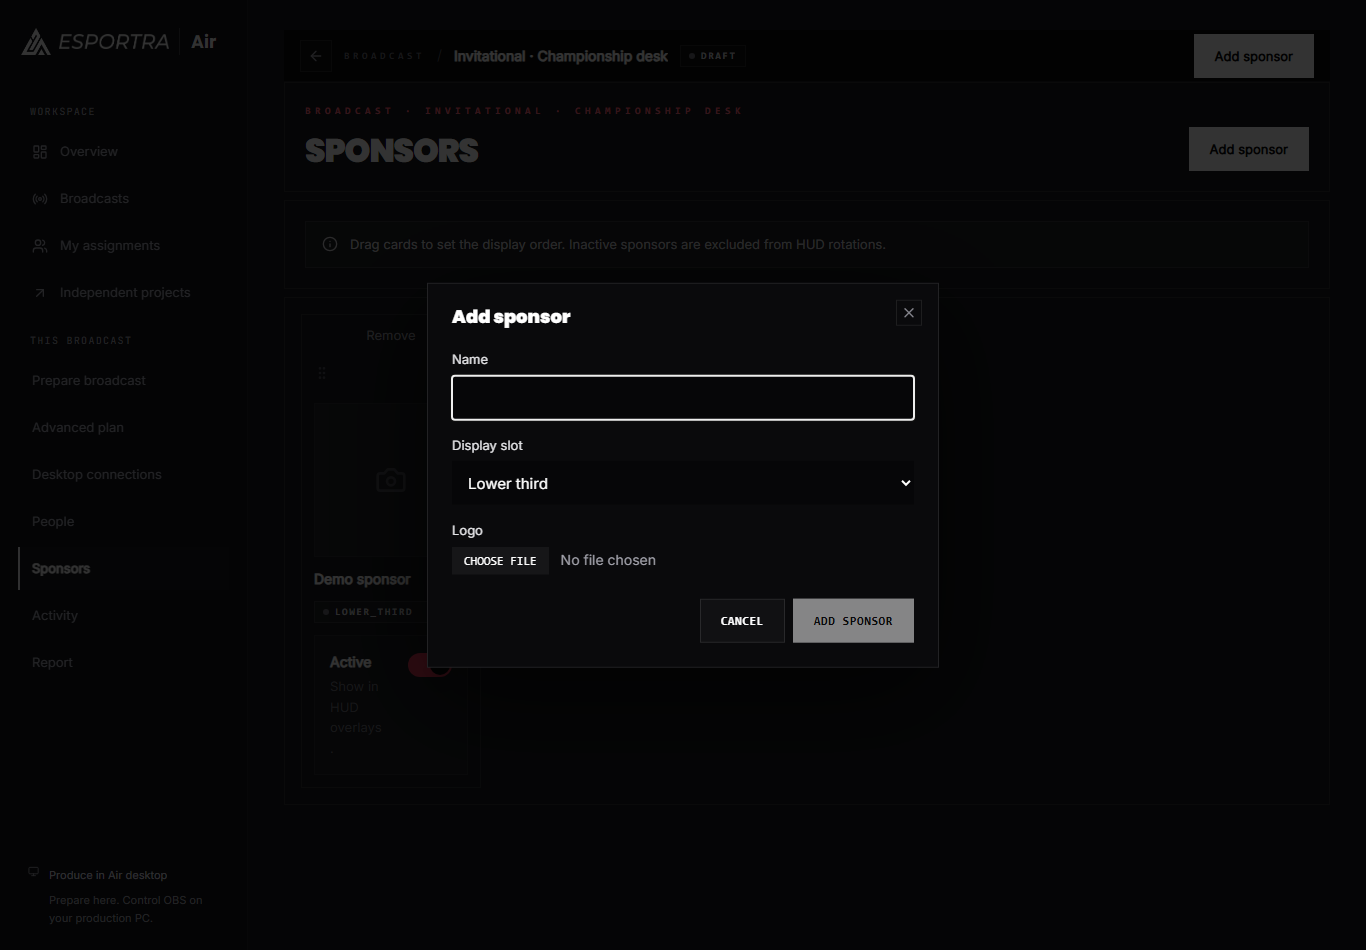 ESPORTRA Air
WORKSPACE
Overview
Broadcasts
My assignments
Independent projects
THIS BROADCAST
Prepare broadcast
Advanced plan
Desktop connections
People
Sponsors
Activity
Report
Produce in Air desktop
Prepare here. Control OBS on
your production PC.
BROADCAST / Invitational · Championship desk DRAFT
Add sponsor
BROADCAST · INVITATIONAL · CHAMPIONSHIP DESK
SPONSORS
Add sponsor
Drag cards to set the display order. Inactive sponsors are excluded from HUD rotations.
Remove
Demo sponsor
LOWER_THIRD
Active
Show in
HUD
overlays
.
Add sponsor
Name
Display slot
Lower third
Logo
CHOOSE FILE No file chosen
CANCEL ADD SPONSOR